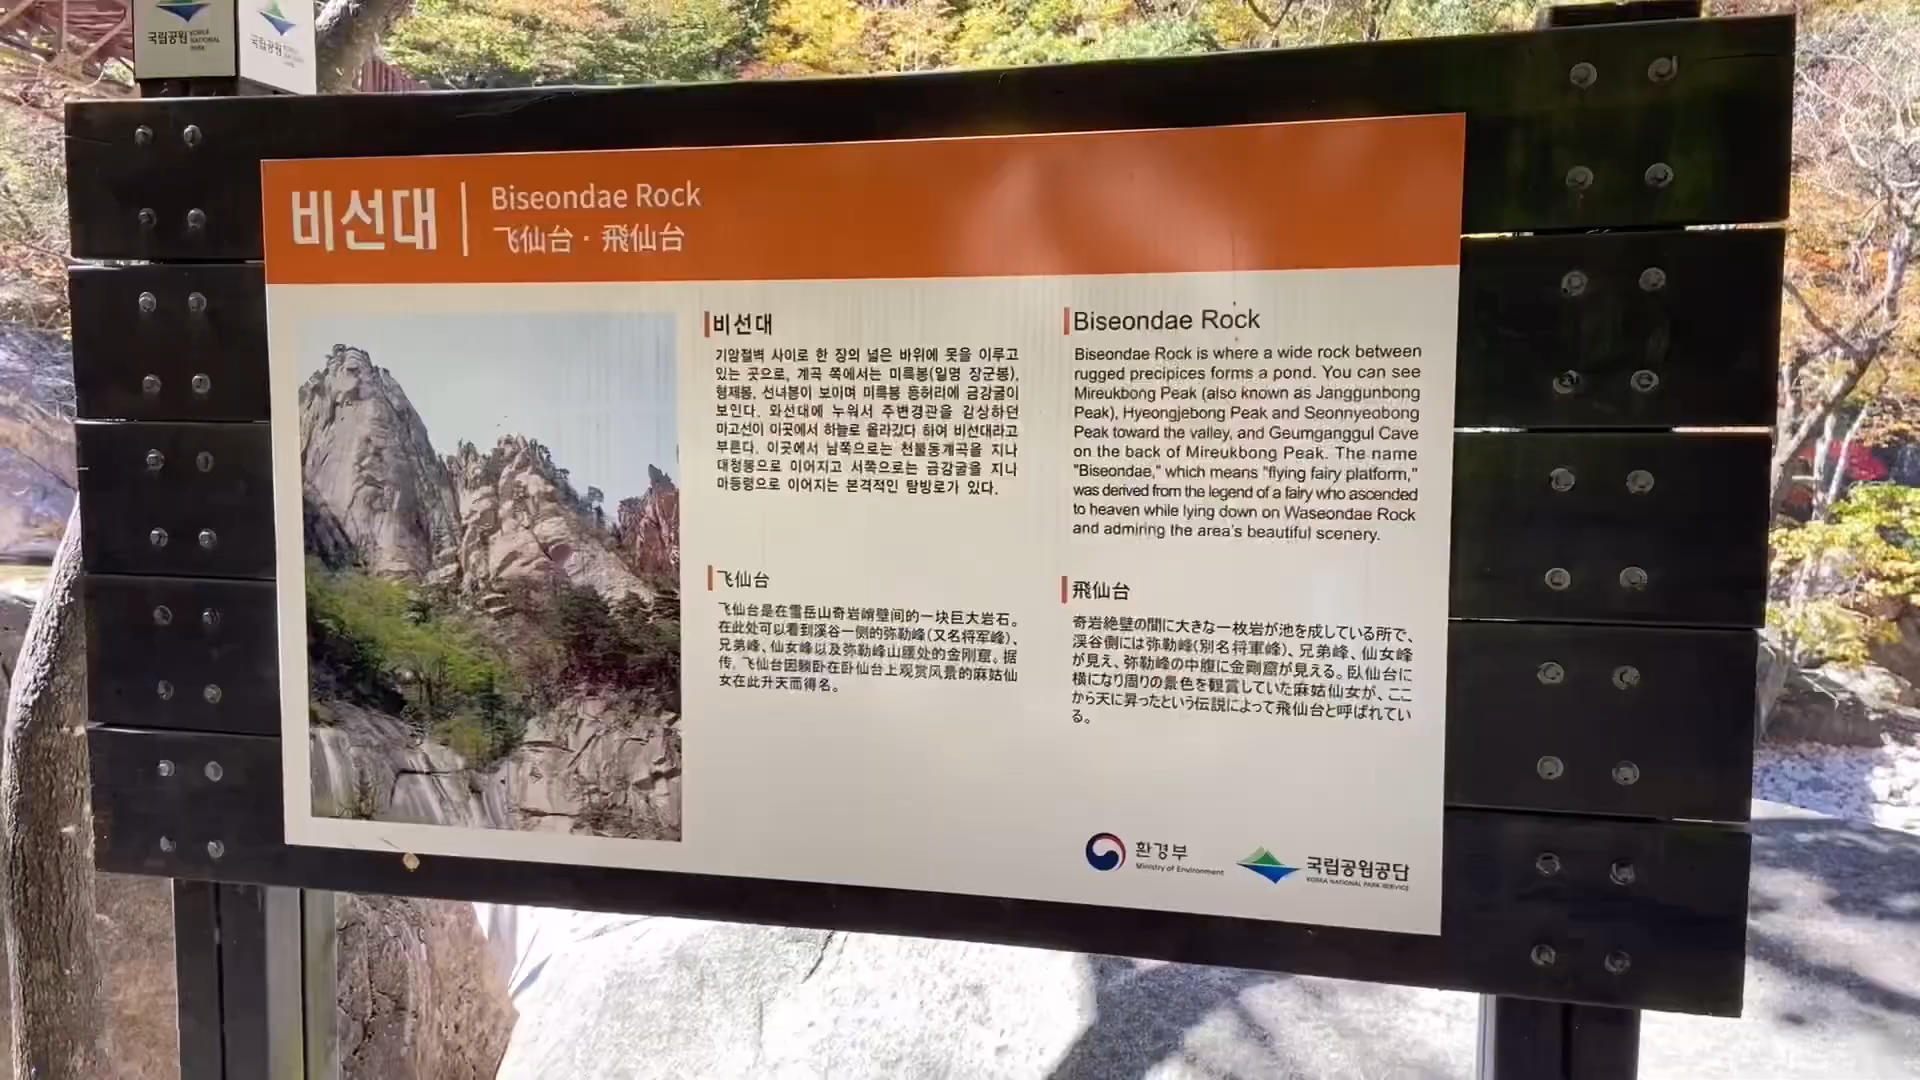 국립공원 KOREA NATIONAL PARK
국립공원
비선대
Biseondae Rock
飞仙台 · 飛仙台
비선대
기암절벽 사이로 한 장의 넓은 바위에 못을 이루고
있는 곳으로, 계곡 쪽에서는 미륵봉(일명 장군봉),
형제봉, 선녀봉이 보이며 미륵봉 등허리에 금강굴이
보인다. 와선대에 누워서 주변경관을 감상하던
마고선이 이곳에서 하늘로 올라갔다 하여 비선대라고
부른다. 이곳에서 남쪽으로는 천불동계곡을 지나
대청봉으로 이어지고 서쪽으로는 금강굴을 지나
마등령으로 이어지는 본격적인 탐방로가 있다.
Biseondae Rock
Biseondae Rock is where a wide rock between
rugged precipices forms a pond. You can see
Mireukbong Peak (also known as Janggunbong
Peak), Hyeongjebong Peak and Seonnyeobong
Peak toward the valley, and Geumganggul Cave
on the back of Mireukbong Peak. The name
"Biseondae," which means "flying fairy platform,"
was derived from the legend of a fairy who ascended
to heaven while lying down on Waseondae Rock
and admiring the area's beautiful scenery.
飞仙台
飞仙台是在雪岳山奇岩峭壁间的一块巨大岩石。
在此处可以看到溪谷一侧的弥勒峰(又名将军峰)、
兄弟峰、仙女峰以及弥勒峰山腰处的金刚窟。据
传, 飞仙台因躺卧在卧仙台上观赏风景的麻姑仙
女在此升天而得名。
飛仙台
奇岩絶壁の間に大きな一枚岩が池を成している所で、
渓谷側には弥勒峰(別名将軍峰)、兄弟峰、仙女峰
が見え、弥勒峰の中腹に金剛窟が見える。臥仙台に
横になり周りの景色を観賞していた麻姑仙女が、ここ
から天に昇ったという伝説によって飛仙台と呼ばれてい
る。
환경부
Ministry of Environment
국립공원공단
KOREA NATIONAL PARK SERVICE